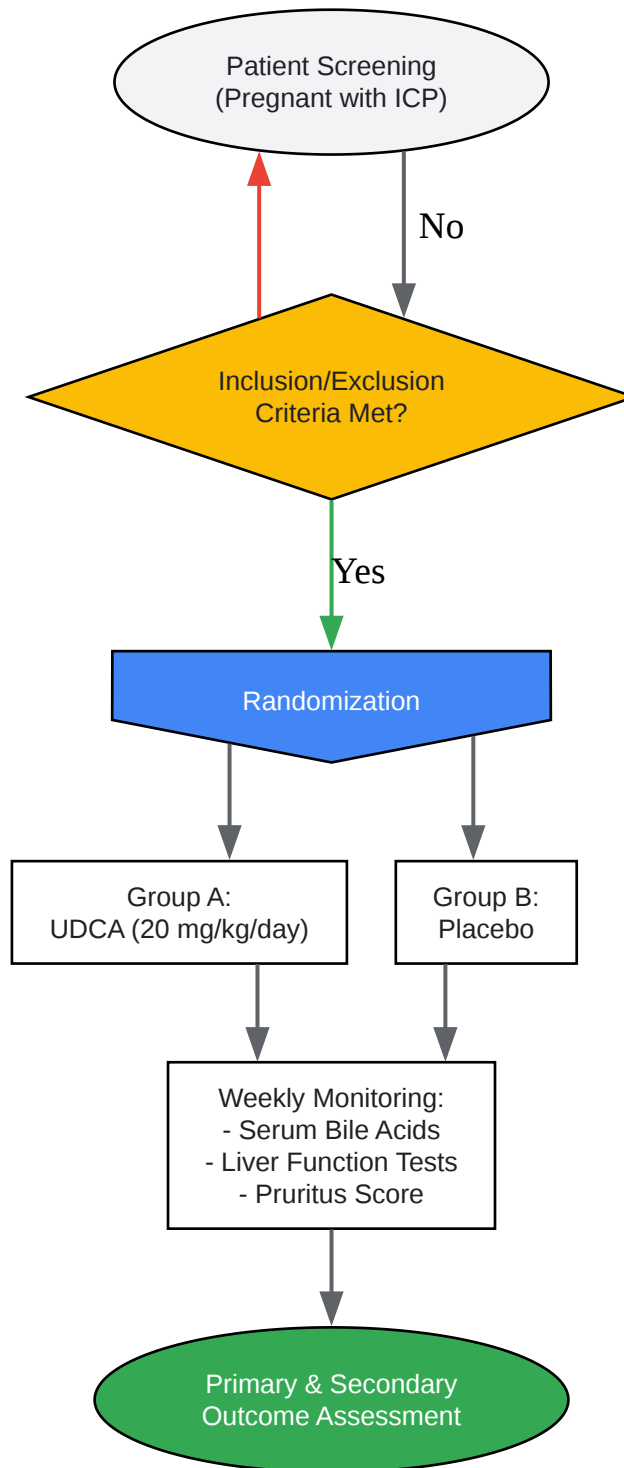 Patient Screening
(Pregnant with ICP)
No
Inclusion/Exclusion
Criteria Met?
Yes
Randomization
Group A:
UDCA (20 mg/kg/day)
Group B:
Placebo
Weekly Monitoring:
- Serum Bile Acids
- Liver Function Tests
- Pruritus Score
Primary & Secondary
Outcome Assessment